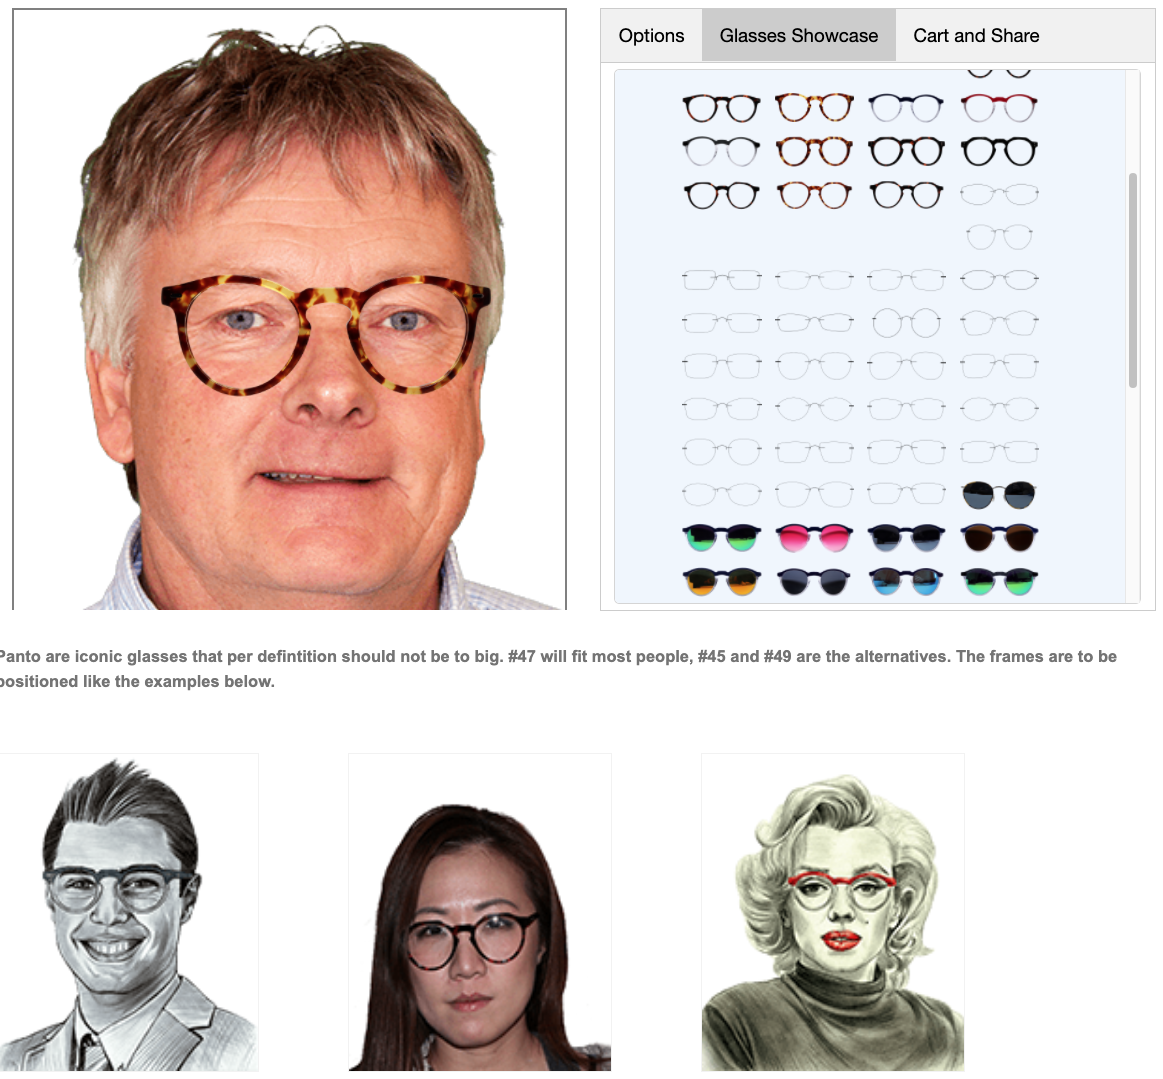 Options Glasses Showcase Cart and Share
Panto are iconic glasses that per defintition should not be to big. #47 will fit most people, #45 and #49 are the alternatives. The frames are to be
positioned like the examples below.